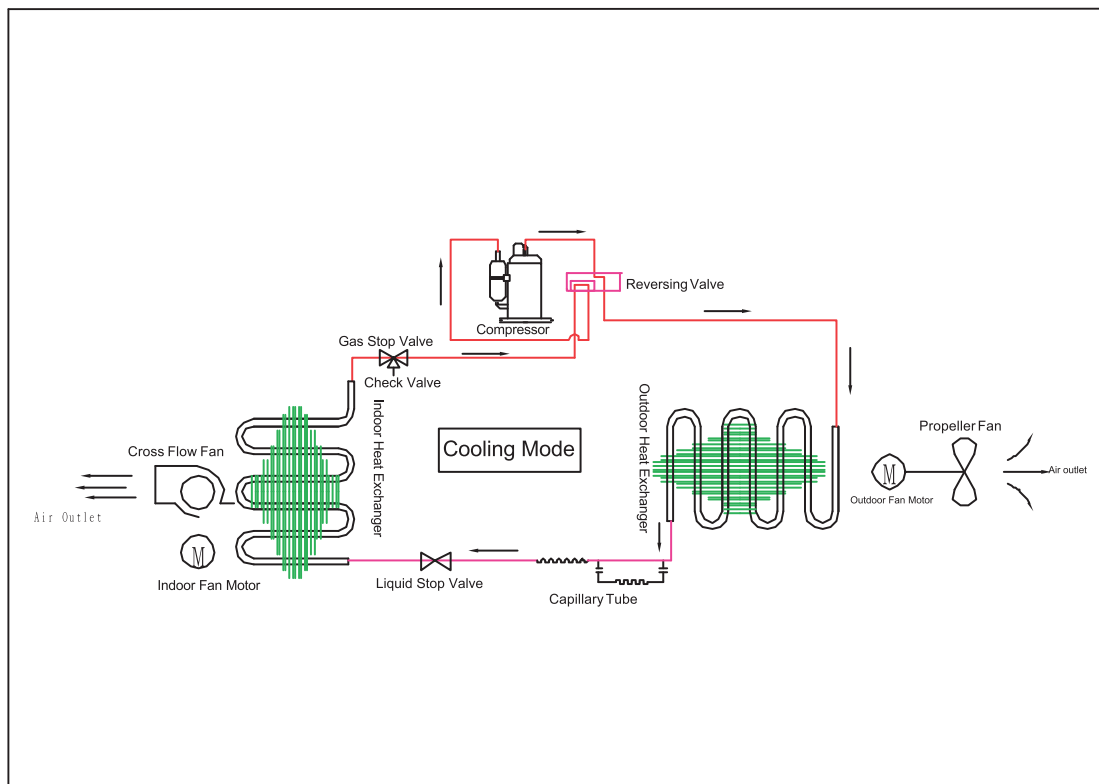 Reversing Valve
Compressor
Gas Stop Valve
Check Valve
Indoor Heat Exchanger
Outdoor Heat Exchanger
Cooling Mode
Cross Flow Fan
Air Outlet
M
Indoor Fan Motor
Propeller Fan
M
Outdoor Fan Motor
Air outlet
Liquid Stop Valve
Capillary Tube